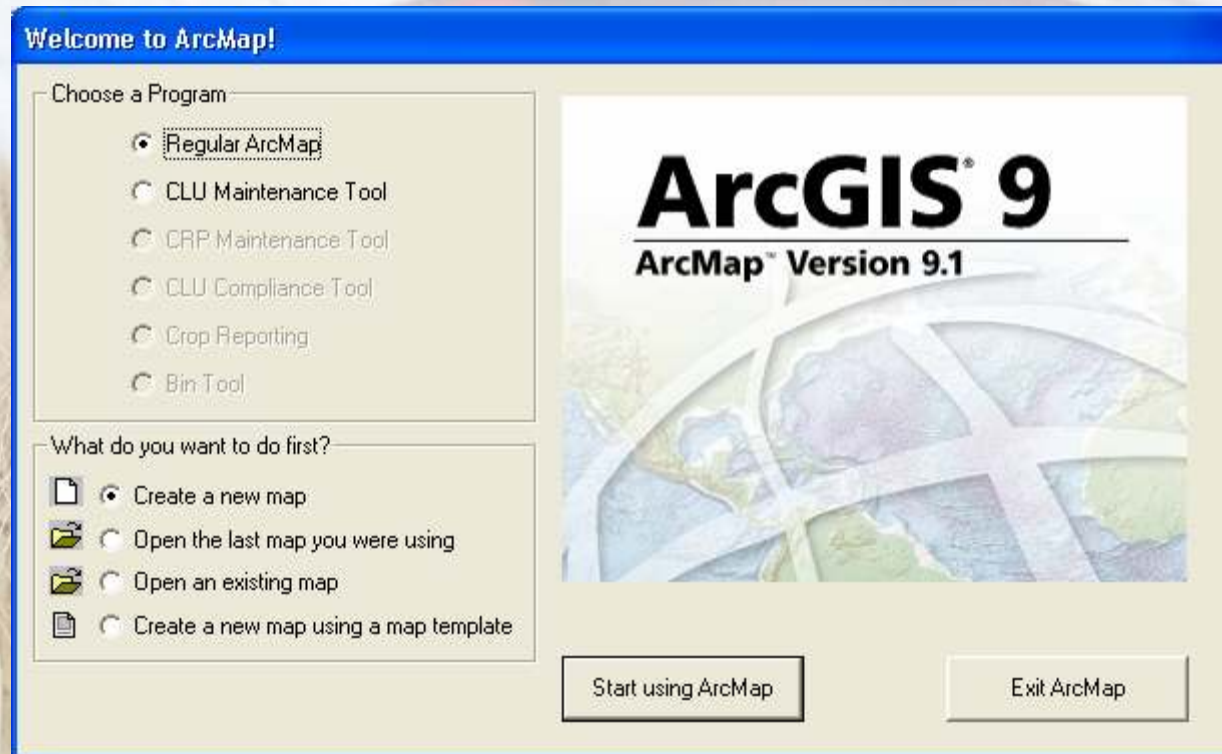 Welcome to ArcMap!
Choose a Program
Regular ArcMap
CLU Maintenance Tool
CRP Maintenance Tool
CLU Compliance Tool
Crop Reporting
Bin Tool
What do you want to do first?
Create a new map
Open the last map you were using
Open an existing map
Create a new map using a map template
ArcGIS® 9
ArcMap™ Version 9.1
Start using ArcMap
Exit ArcMap